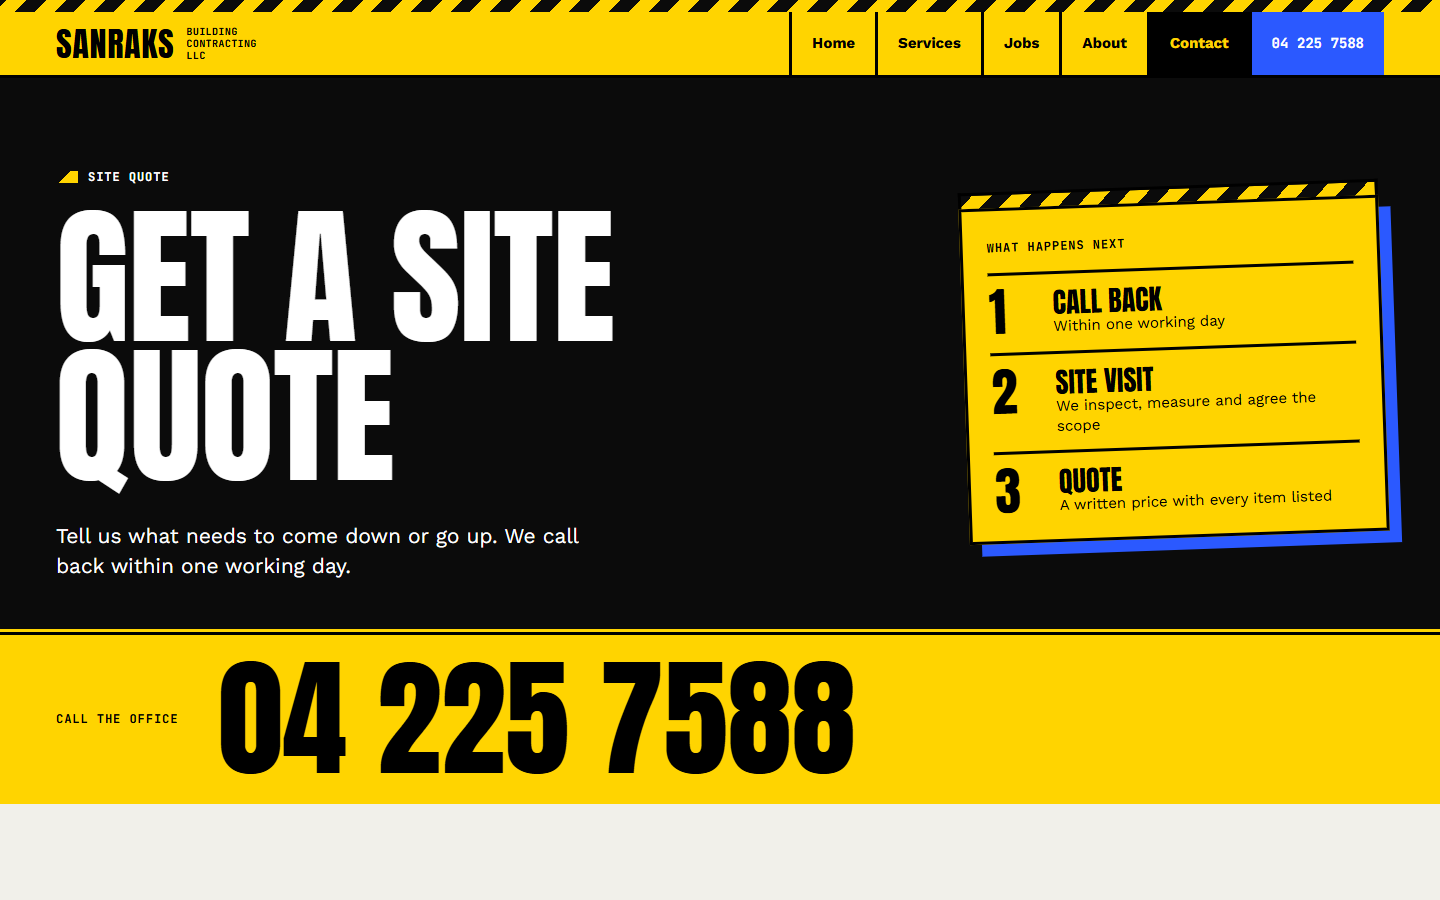 SANRAKS
BUILDING
CONTRACTING
LLC
Home
Services
Jobs
About
Contact
04 225 7588
SITE QUOTE
GET A SITE
QUOTE
Tell us what needs to come down or go up. We call
back within one working day.
WHAT HAPPENS NEXT
1
CALL BACK
Within one working day
2
SITE VISIT
We inspect, measure and agree the
scope
3
QUOTE
A written price with every item listed
CALL THE OFFICE
04 225 7588